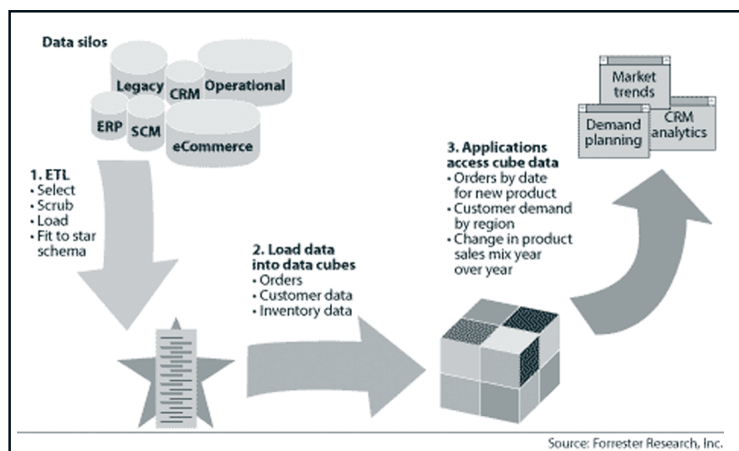 Data silos
Legacy
CRM
Operational
ERP
SCM
eCommerce
1. ETL
• Select
• Scrub
• Load
• Fit to star
schema
2. Load data
into data cubes
• Orders
• Customer data
• Inventory data
3. Applications
access cube data
• Orders by date
for new product
• Customer demand
by region
• Change in product
sales mix year
over year
Market
trends
Demand
planning
CRM
analytics
Source: Forrester Research, Inc.